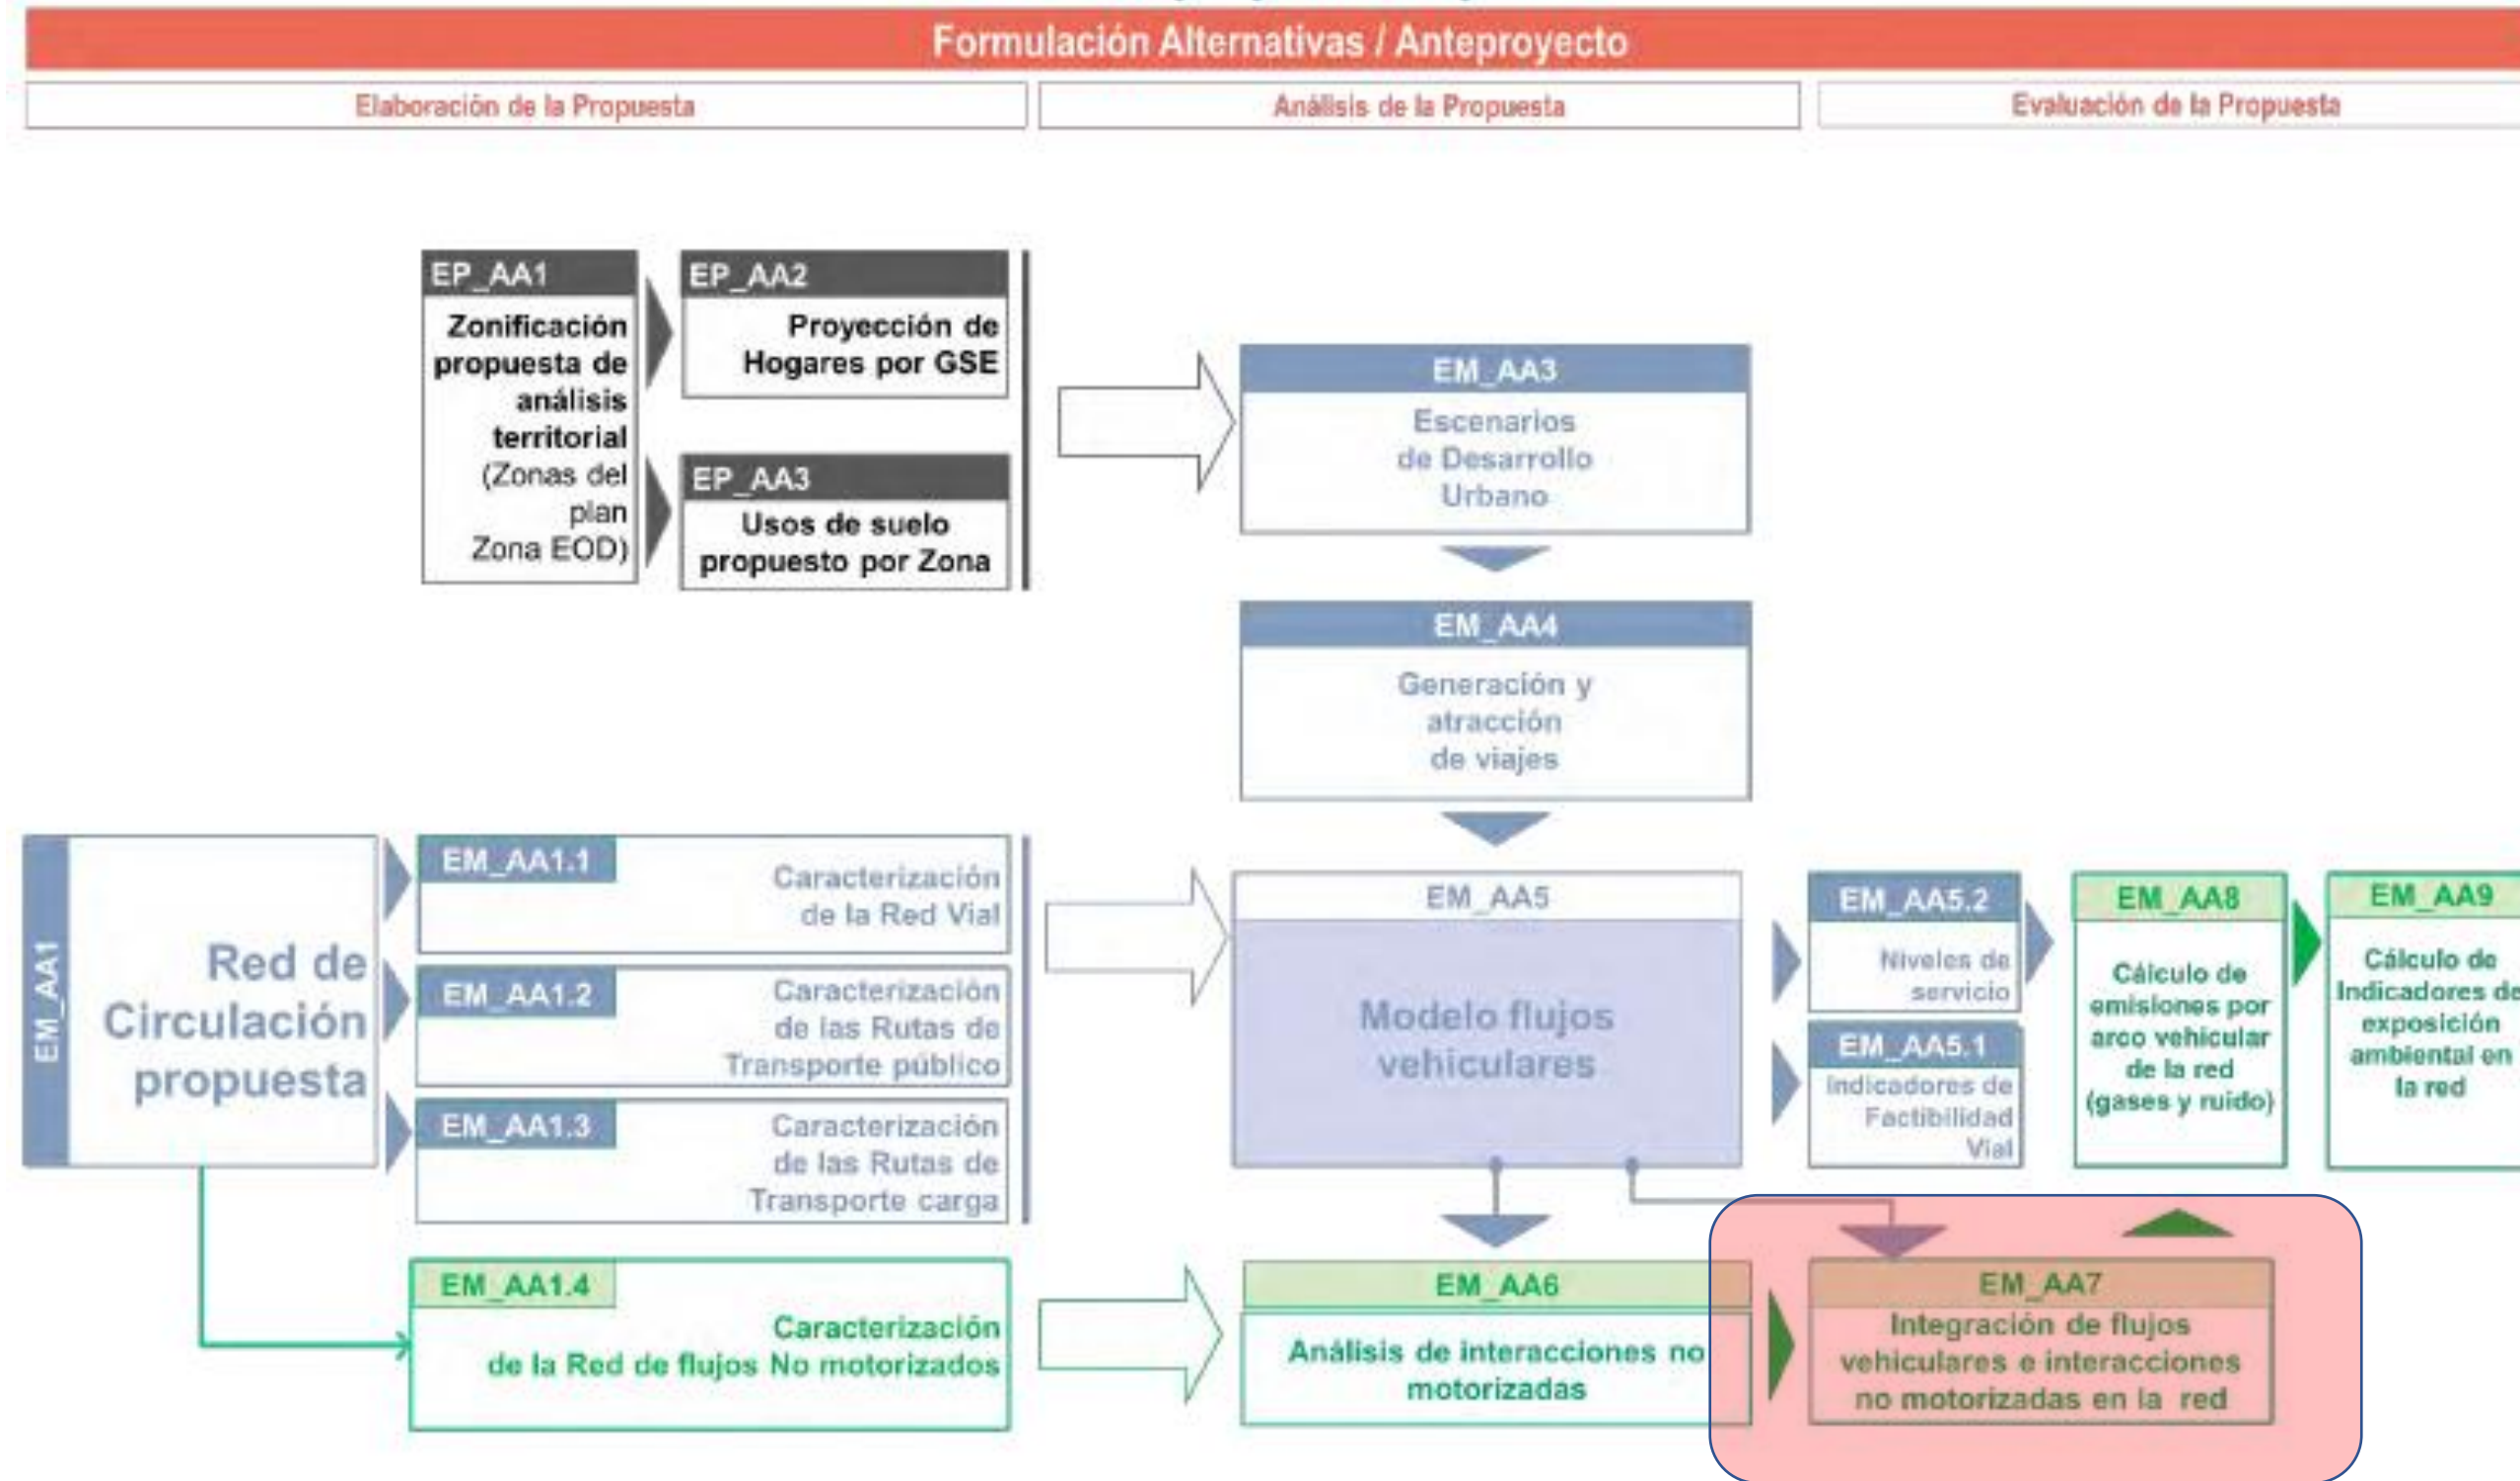 Formulación Alternativas / Anteproyecto
Elaboración de la Propuesta
Análisis de la Propuesta
Evaluación de la Propuesta
EP_AA1
Zonificación
propuesta de
análisis
territorial
(Zonas del
plan
Zona EOD)
EP_AA2
Proyección de
Hogares por GSE
EP_AA3
Usos de suelo
propuesto por Zona
EM_AA3
Escenarios
de Desarrollo
Urbano
EM_AA4
Generación y
atracción
de viajes
EM_AA1
Red de
Circulación
propuesta
EM_AA1.1
Caracterización
de la Red Vial
EM_AA1.2
Caracterización
de las Rutas de
Transporte público
EM_AA1.3
Caracterización
de las Rutas de
Transporte carga
EM_AA5
Modelo flujos
vehiculares
EM_AA5.2
Niveles de
servicio
EM_AA5.1
Indicadores de
Factibilidad
Vial
EM_AA8
Cálculo de
emisiones por
arco vehicular
de la red
(gases y ruido)
EM_AA9
Cálculo de
Indicadores de
exposición
ambiental en
la red
EM_AA1.4
Caracterización
de la Red de flujos No motorizados
EM_AA6
Análisis de interacciones no
motorizadas
EM_AA7
Integración de flujos
vehiculares e interacciones
no motorizadas en la red